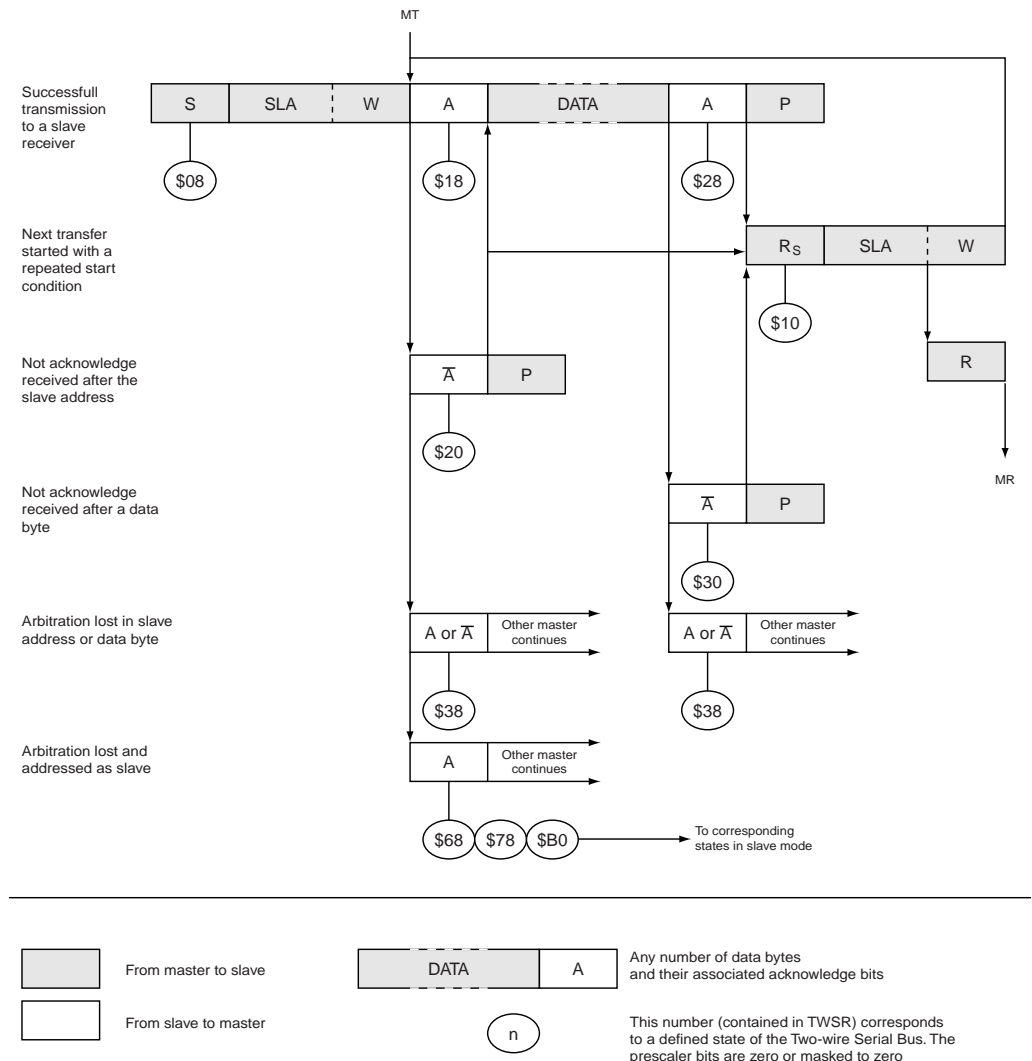 MT
Successfull
transmission
to a slave
receiver
S SLA W A DATA A P
$08 $18 $28
Next transfer
started with a
repeated start
condition
RS SLA W
$10
Not acknowledge
received after the
slave address
A̅ P
R
$20
MR
Not acknowledge
received after a data
byte
A̅ P
$30
Arbitration lost in slave
address or data byte
A or A̅ Other master
continues
A or A̅ Other master
continues
$38 $38
Arbitration lost and
addressed as slave
A Other master
continues
$68 $78 $B0
To corresponding
states in slave mode
From master to slave
DATA A
Any number of data bytes
and their associated acknowledge bits
From slave to master
n
This number (contained in TWSR) corresponds
to a defined state of the Two-wire Serial Bus. The
prescaler bits are zero or masked to zero